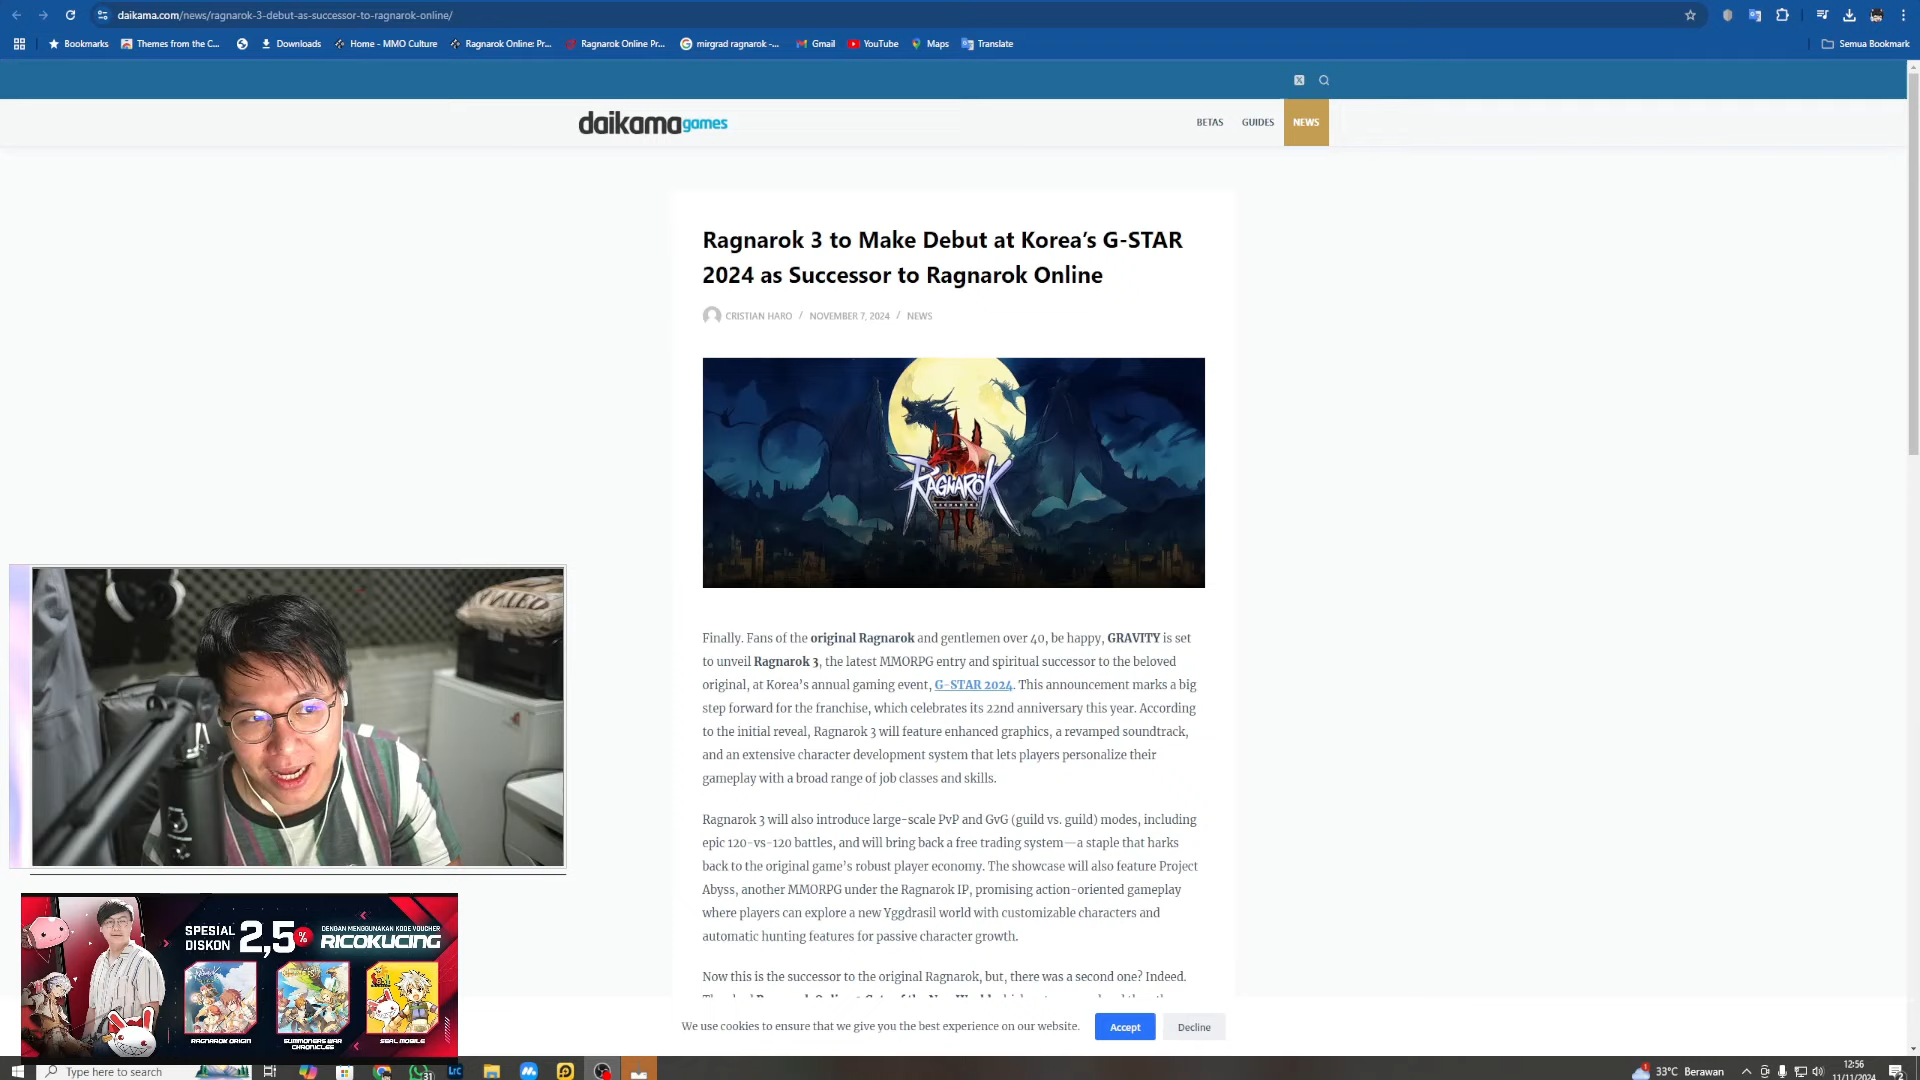 daikama.com/news/ragnarok-3-debut-as-successor-to-ragnarok-online/
Bookmarks
Themes from the C...
Downloads
Home - MMO Culture
Ragnarok Online: Pr...
Ragnarok Online Pr...
mirgrad ragnarok -...
Gmail
YouTube
Maps
Translate
Semua Bookmark
daikamagames
BETAS
GUIDES
NEWS
Ragnarok 3 to Make Debut at Korea’s G-STAR
2024 as Successor to Ragnarok Online
CRISTIAN HARO / NOVEMBER 7, 2024 / NEWS
RAGNARÖK
Finally. Fans of the original Ragnarok and gentlemen over 40, be happy, GRAVITY is set
to unveil Ragnarok 3, the latest MMORPG entry and spiritual successor to the beloved
original, at Korea’s annual gaming event, G-STAR 2024. This announcement marks a big
step forward for the franchise, which celebrates its 22nd anniversary this year. According
to the initial reveal, Ragnarok 3 will feature enhanced graphics, a revamped soundtrack,
and an extensive character development system that lets players personalize their
gameplay with a broad range of job classes and skills.
Ragnarok 3 will also introduce large-scale PvP and GvG (guild vs. guild) modes, including
epic 120-vs-120 battles, and will bring back a free trading system—a staple that harks
back to the original game’s robust player economy. The showcase will also feature Project
Abyss, another MMORPG under the Ragnarok IP, promising action-oriented gameplay
where players can explore a new Yggdrasil world with customizable characters and
automatic hunting features for passive character growth.
Now this is the successor to the original Ragnarok, but, there was a second one? Indeed.
We use cookies to ensure that we give you the best experience on our website.
Accept
Decline
SPESIAL
DISKON
2,5%
DENGAN MENGGUNAKAN KODE VOUCHER
RICOKUCING
RAGNAROK ORIGIN
SUMMONERS WAR
CHRONICLES
SEAL MOBILE
Type here to search
31
LrC
33°C Berawan
12:56
11/11/2024
2